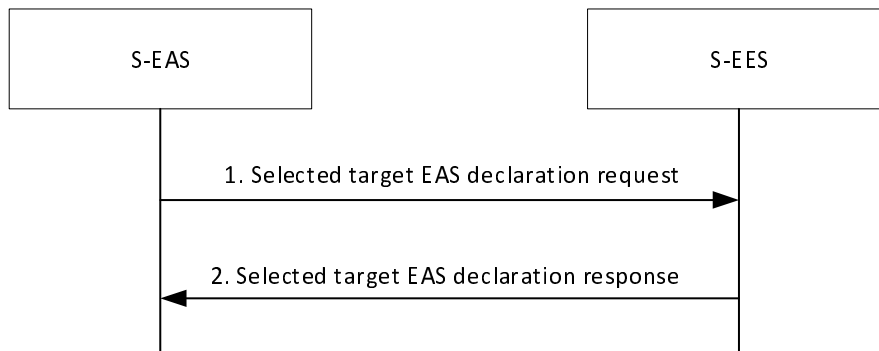 S-EAS
S-EES
1. Selected target EAS declaration request
2. Selected target EAS declaration response